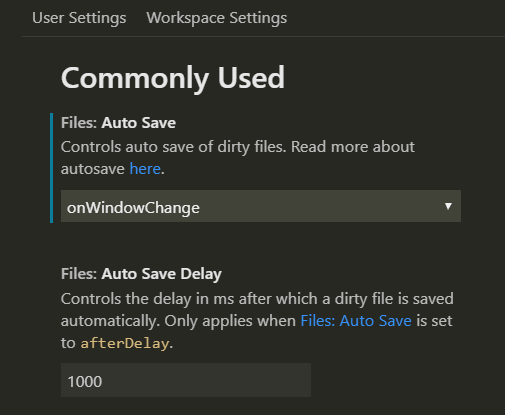 User Settings Workspace Settings
Commonly Used
Files: Auto Save
Controls auto save of dirty files. Read more about
autosave here.
onWindowChange
Files: Auto Save Delay
Controls the delay in ms after which a dirty file is saved
automatically. Only applies when Files: Auto Save is set
to afterDelay.
1000